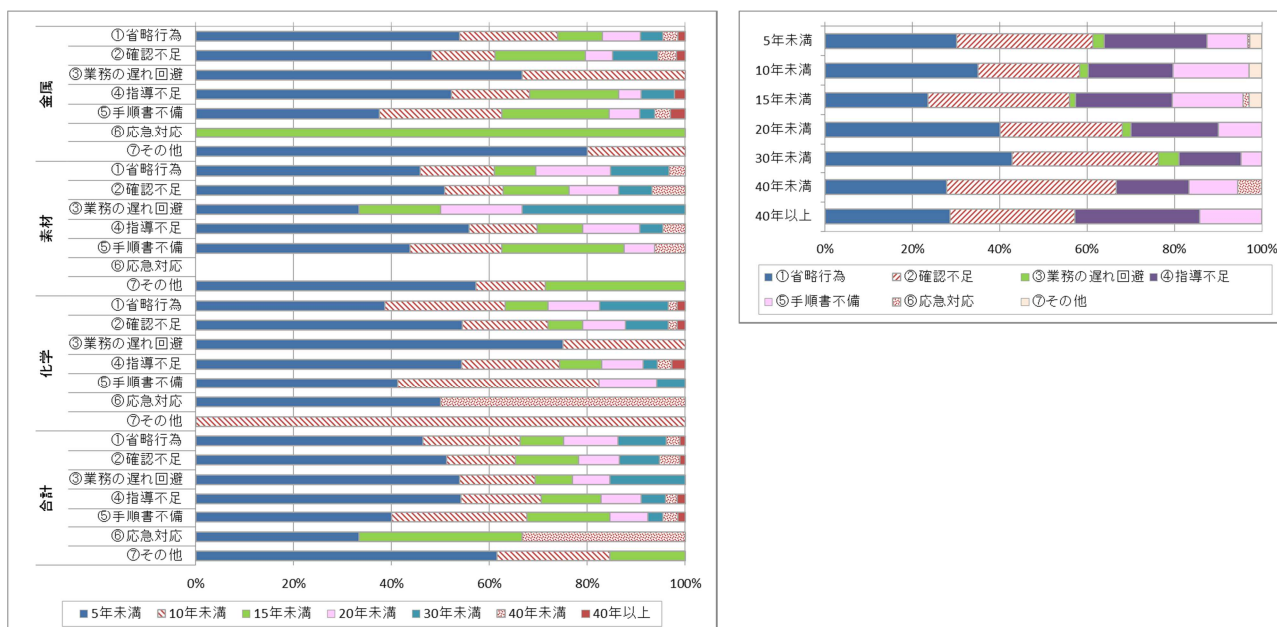 金属
①省略行為
②確認不足
③業務の遅れ回避
④指導不足
⑤手順書不備
⑥応急対応
⑦その他
素材
①省略行為
②確認不足
③業務の遅れ回避
④指導不足
⑤手順書不備
⑥応急対応
⑦その他
化学
①省略行為
②確認不足
③業務の遅れ回避
④指導不足
⑤手順書不備
⑥応急対応
⑦その他
合計
①省略行為
②確認不足
③業務の遅れ回避
④指導不足
⑤手順書不備
⑥応急対応
⑦その他
0% 20% 40% 60% 80% 100%
5年未満 10年未満 15年未満 20年未満 30年未満 40年未満 40年以上
5年未満
10年未満
15年未満
20年未満
30年未満
40年未満
40年以上
0% 20% 40% 60% 80% 100%
①省略行為 ②確認不足 ③業務の遅れ回避 ④指導不足
⑤手順書不備 ⑥応急対応 ⑦その他